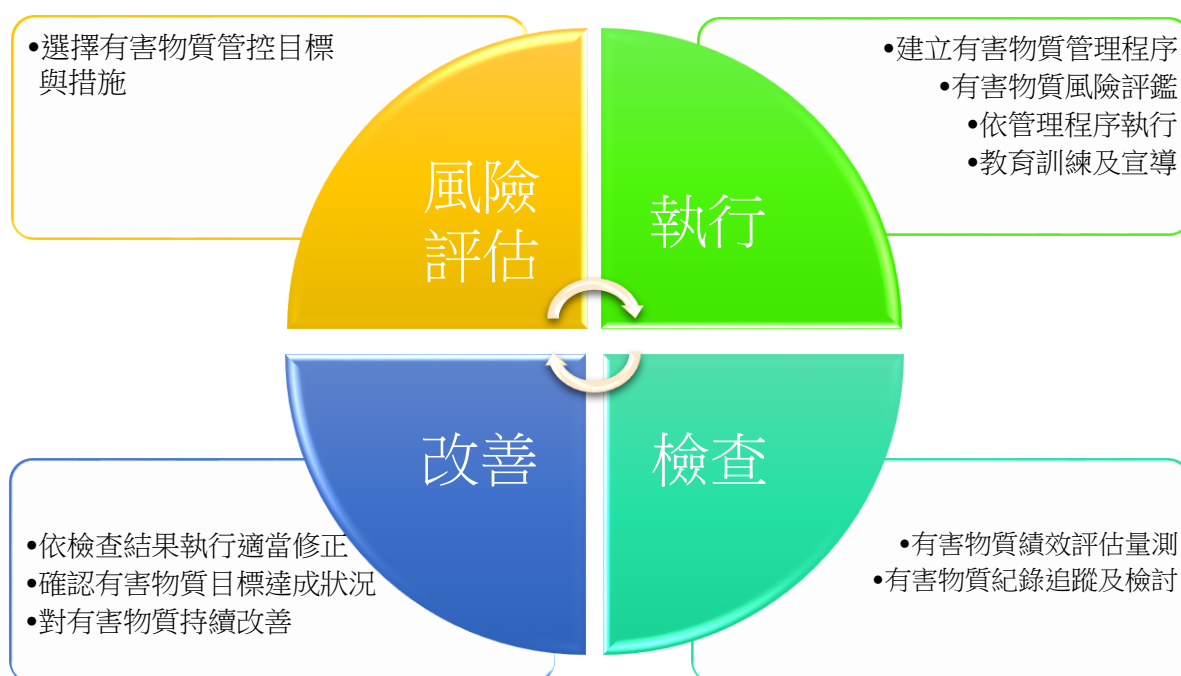 •選擇有害物質管控目標
與措施
•建立有害物質管理程序
•有害物質風險評鑑
•依管理程序執行
•教育訓練及宣導
風險
評估
執行
改善
檢查
•依檢查結果執行適當修正
•確認有害物質目標達成狀況
•對有害物質持續改善
•有害物質績效評估量測
•有害物質紀錄追蹤及檢討